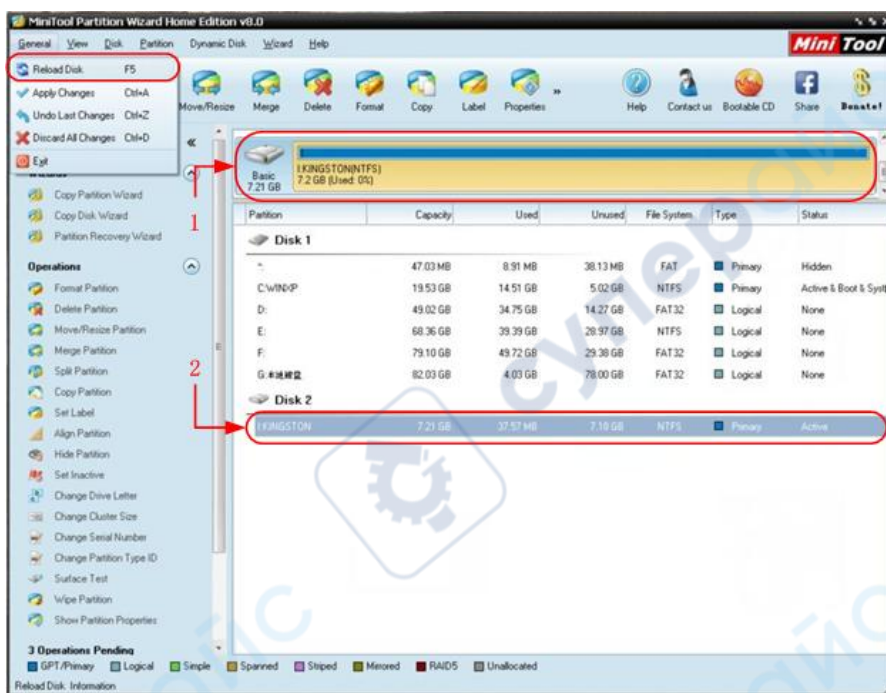 MiniTool Partition Wizard Home Edition v8.0
General View Disk Partition Dynamic Disk Wizard Help
Mini Tool
Reload Disk F5
Apply Changes Ctrl+A
Undo Last Changes Ctrl+Z
Discard All Changes Ctrl+D
Exit
Move/Resize Merge Delete Format Copy Label Properties » Help Contact us Bootable CD Share Donate!
«
1
Basic
7.21 GB
I:KINGSTON(NTFS)
7.2 GB (Used: 0%)
Copy Partition Wizard
Copy Disk Wizard
Partition Recovery Wizard
Operations
Format Partition
Delete Partition
Move/Resize Partition
Merge Partition
Split Partition
Copy Partition
Set Label
Align Partition
Hide Partition
Set Inactive
Change Drive Letter
Change Cluster Size
Change Serial Number
Change Partition Type ID
Surface Test
Wipe Partition
Show Partition Properties
3 Operations Pending
2
Partition Capacity Used Unused File System Type Status
Disk 1
*: 47.03 MB 8.91 MB 38.13 MB FAT Primary Hidden
C:WINXP 19.53 GB 14.51 GB 5.02 GB NTFS Primary Active & Boot & Syst
D: 49.02 GB 34.75 GB 14.27 GB FAT32 Logical None
E: 68.36 GB 39.39 GB 28.97 GB NTFS Logical None
F: 79.10 GB 49.72 GB 29.38 GB FAT32 Logical None
G:本地磁盘 82.03 GB 4.03 GB 78.00 GB FAT32 Logical None
Disk 2
I:KINGSTON 7.21 GB 37.57 MB 7.18 GB NTFS Primary Active
GPT/Primary Logical Simple Spanned Striped Mirrored RAID5 Unallocated
Reload Disk Information
суперайс